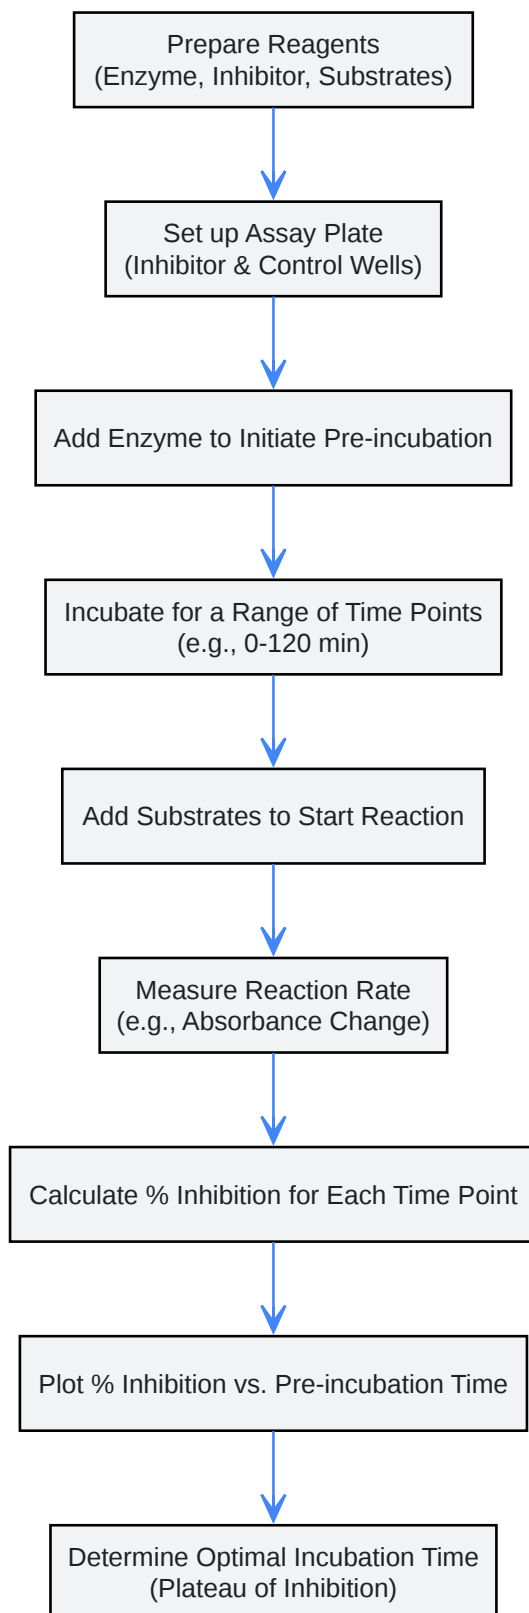 Prepare Reagents
(Enzyme, Inhibitor, Substrates)
Set up Assay Plate
(Inhibitor & Control Wells)
Add Enzyme to Initiate Pre-incubation
Incubate for a Range of Time Points
(e.g., 0-120 min)
Add Substrates to Start Reaction
Measure Reaction Rate
(e.g., Absorbance Change)
Calculate % Inhibition for Each Time Point
Plot % Inhibition vs. Pre-incubation Time
Determine Optimal Incubation Time
(Plateau of Inhibition)